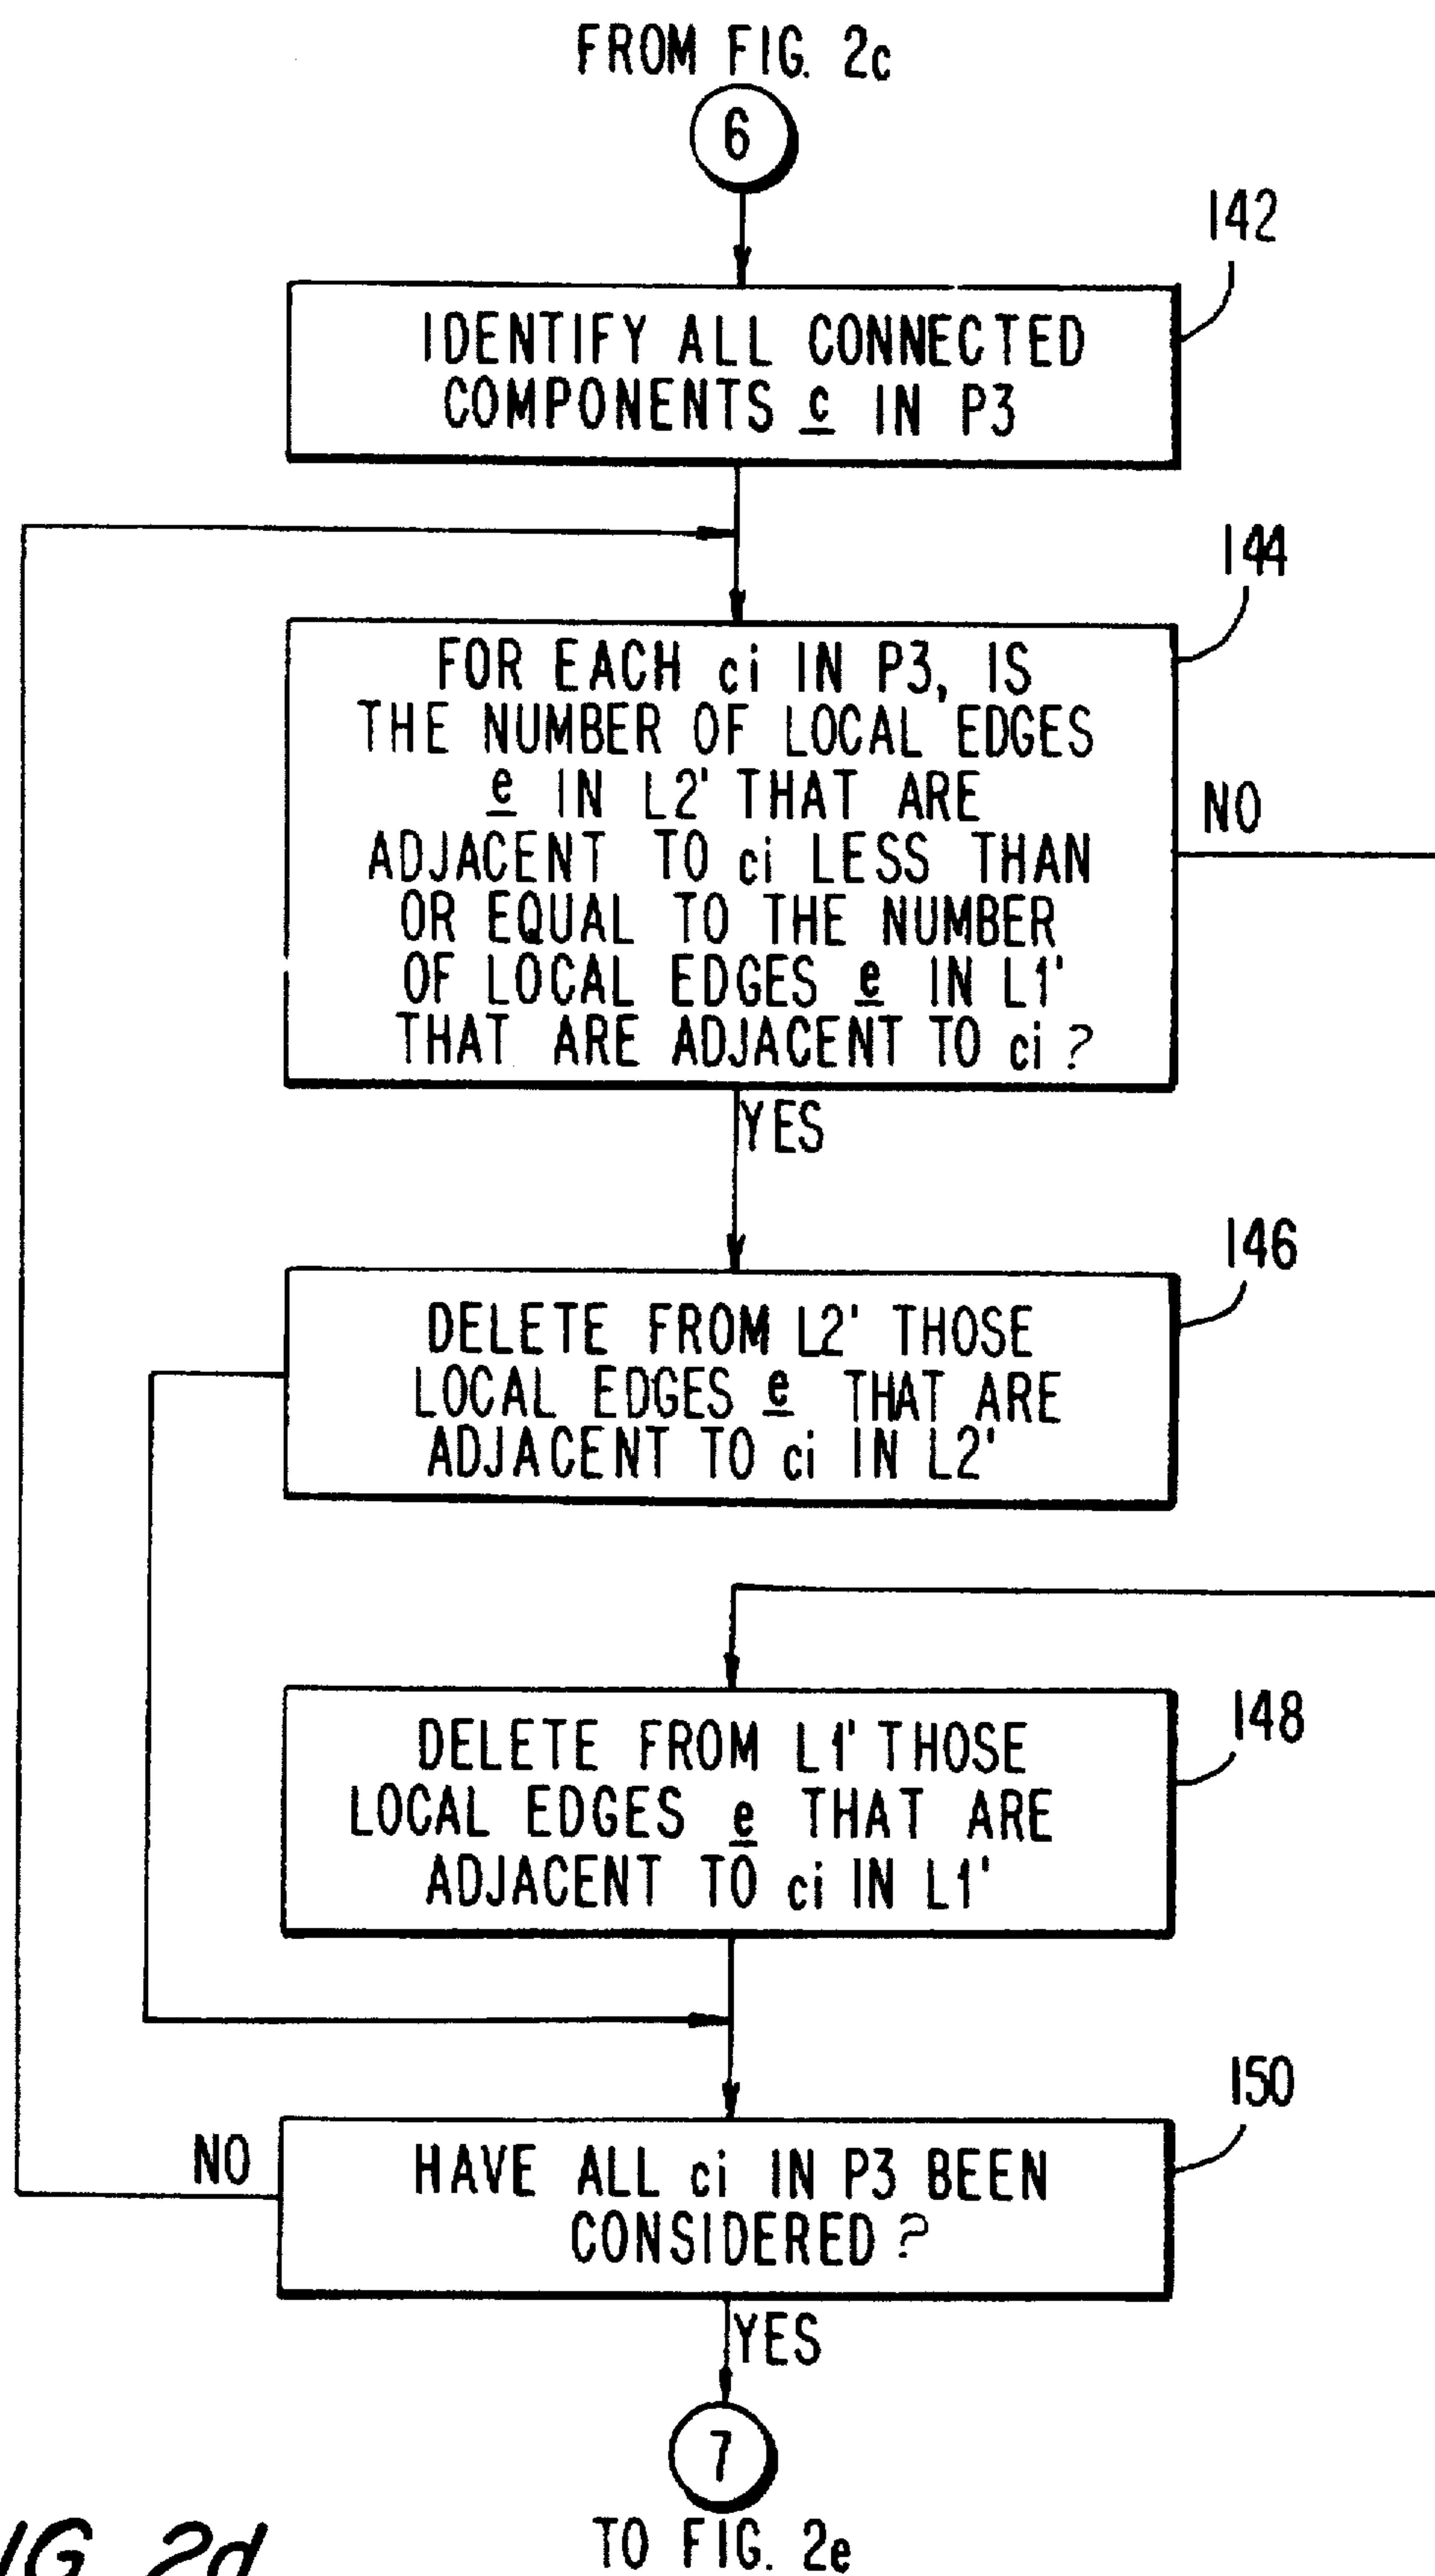 FROM FIG. 2c
6
142
IDENTIFY ALL CONNECTED
COMPONENTS c IN P3
144
FOR EACH ci IN P3, IS
THE NUMBER OF LOCAL EDGES
e IN L2' THAT ARE
ADJACENT TO ci LESS THAN
OR EQUAL TO THE NUMBER
OF LOCAL EDGES e IN L1'
THAT ARE ADJACENT TO ci?
NO
YES
146
DELETE FROM L2' THOSE
LOCAL EDGES e THAT ARE
ADJACENT TO ci IN L2'
148
DELETE FROM L1' THOSE
LOCAL EDGES e THAT ARE
ADJACENT TO ci IN L1'
150
NO
HAVE ALL ci IN P3 BEEN
CONSIDERED?
YES
7
TO FIG. 2e
IG. 2d